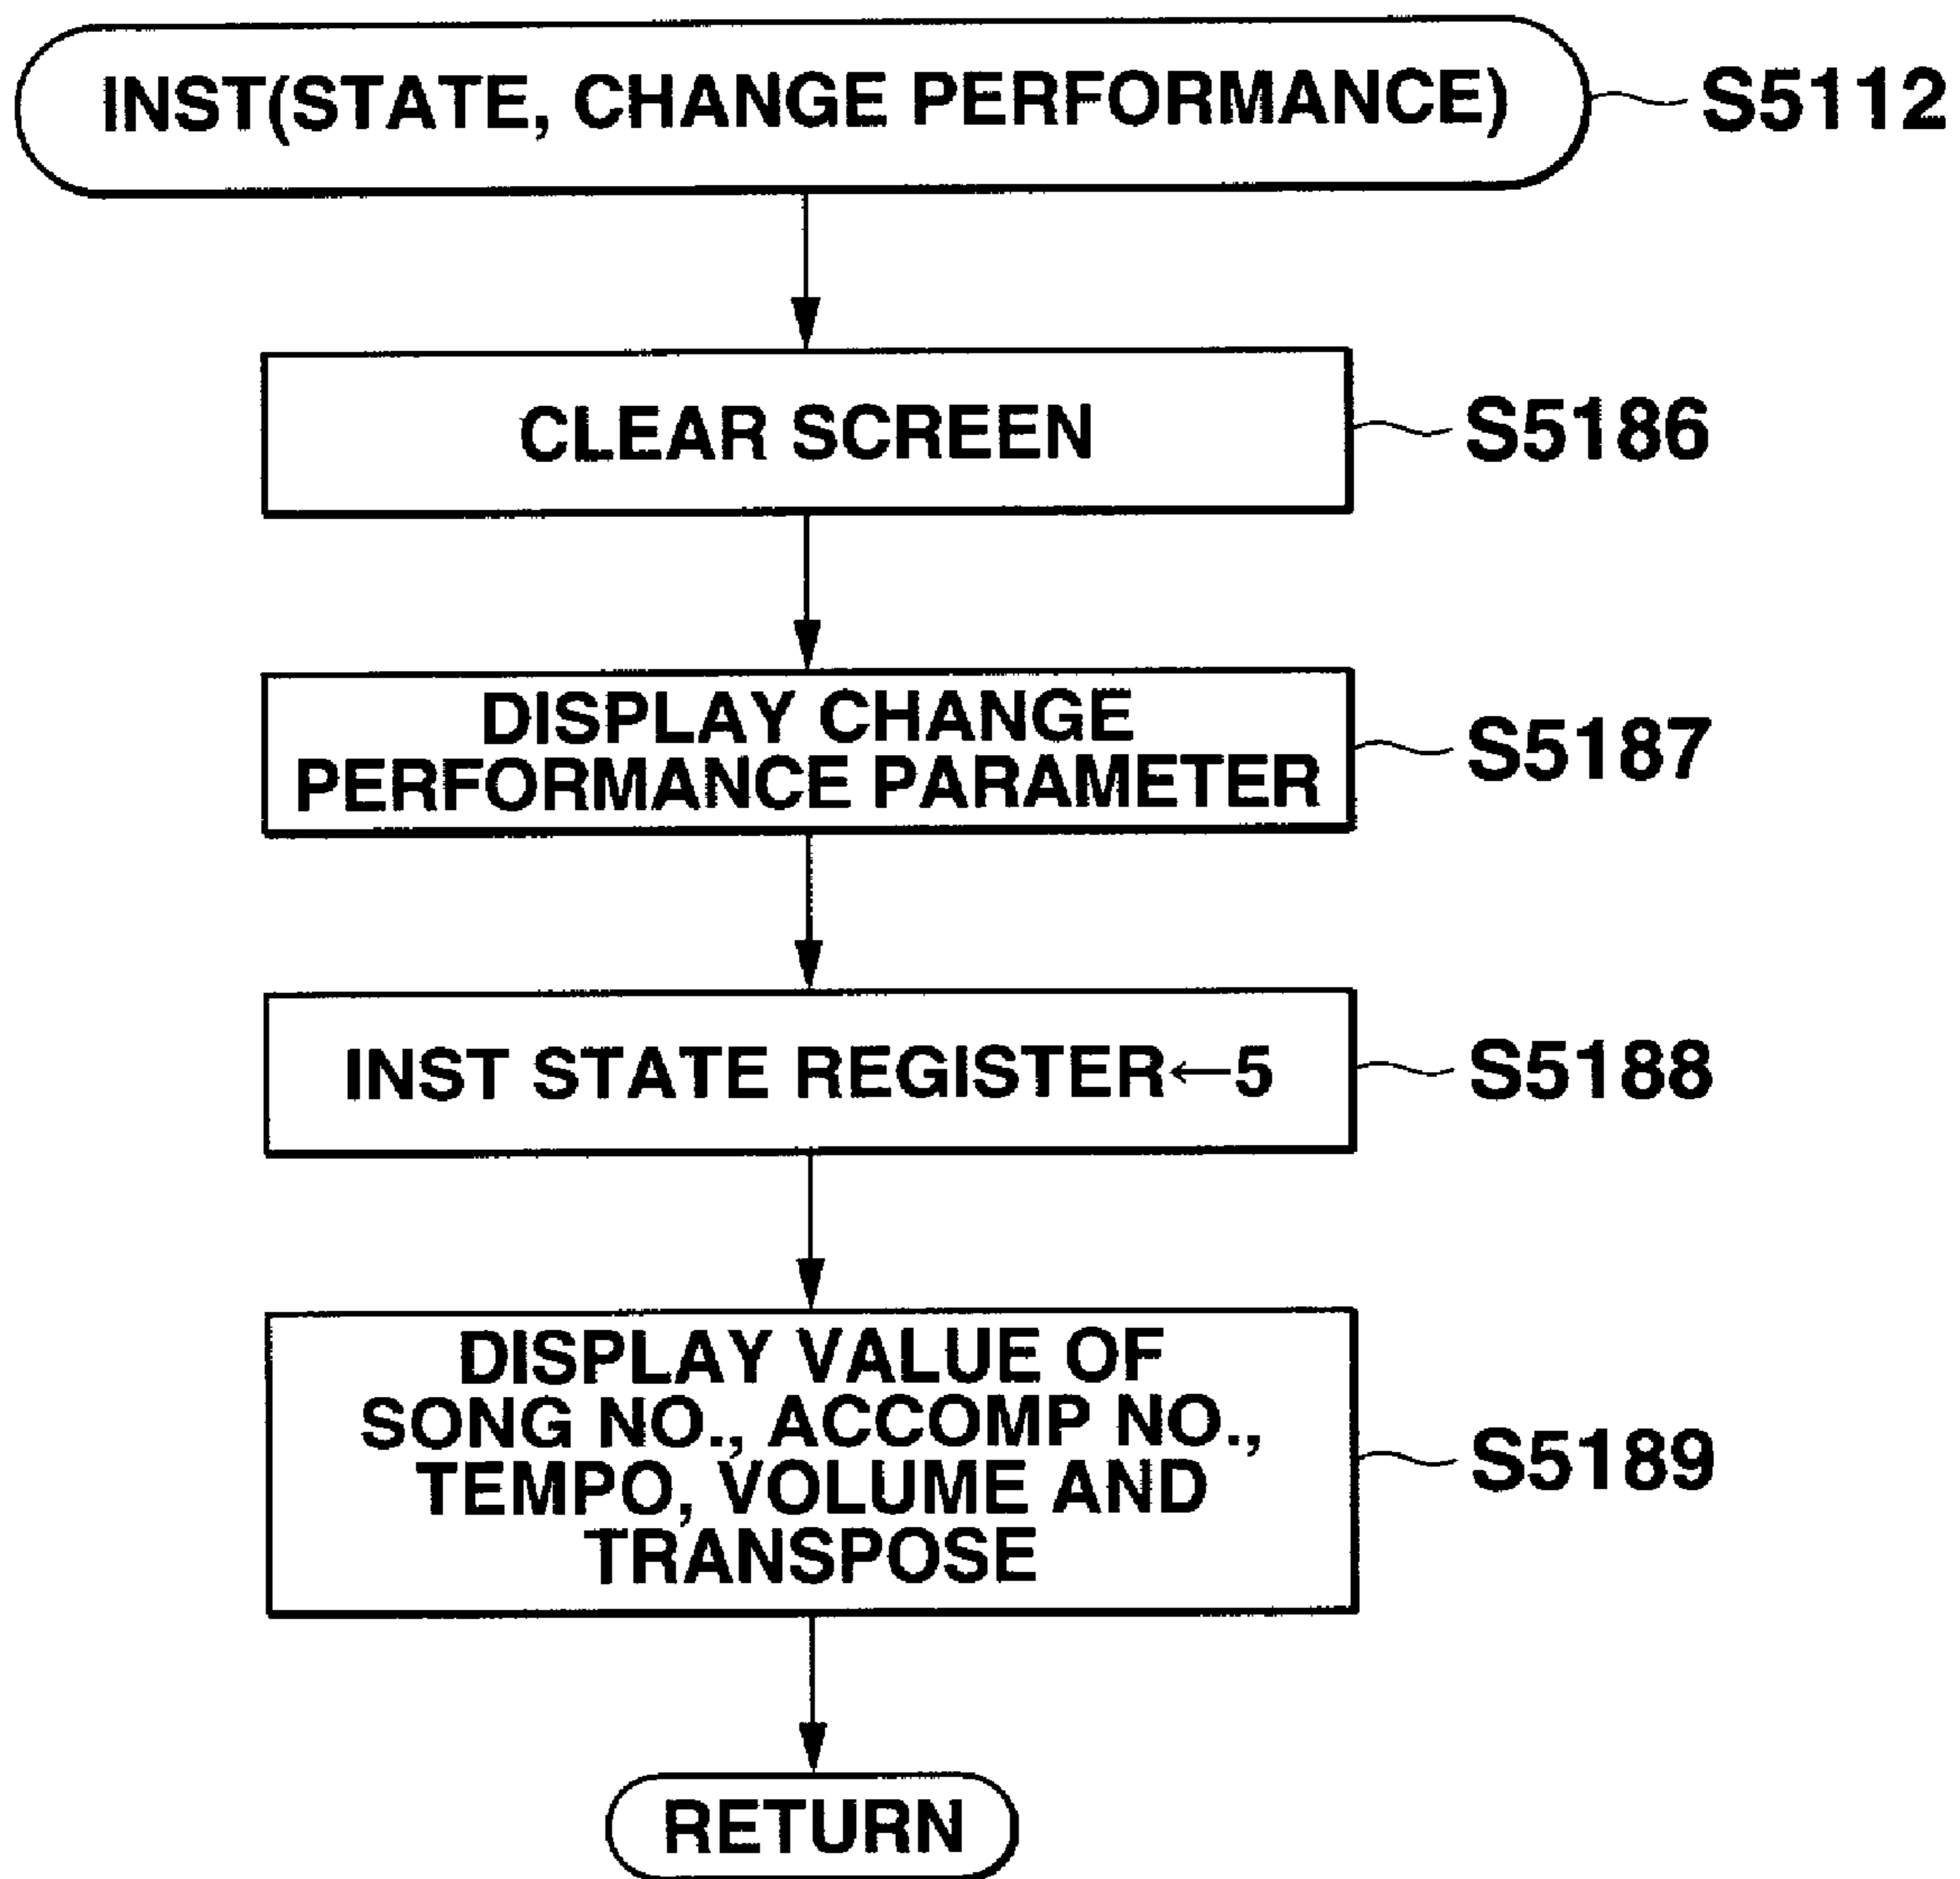 INST(STATE, CHANGE PERFORMANCE)
S5112
CLEAR SCREEN
S5186
DISPLAY CHANGE
PERFORMANCE PARAMETER
S5187
INST STATE REGISTER←5
S5188
DISPLAY VALUE OF
SONG NO., ACCOMP NO.,
TEMPO, VOLUME AND
TRANSPOSE
S5189
RETURN